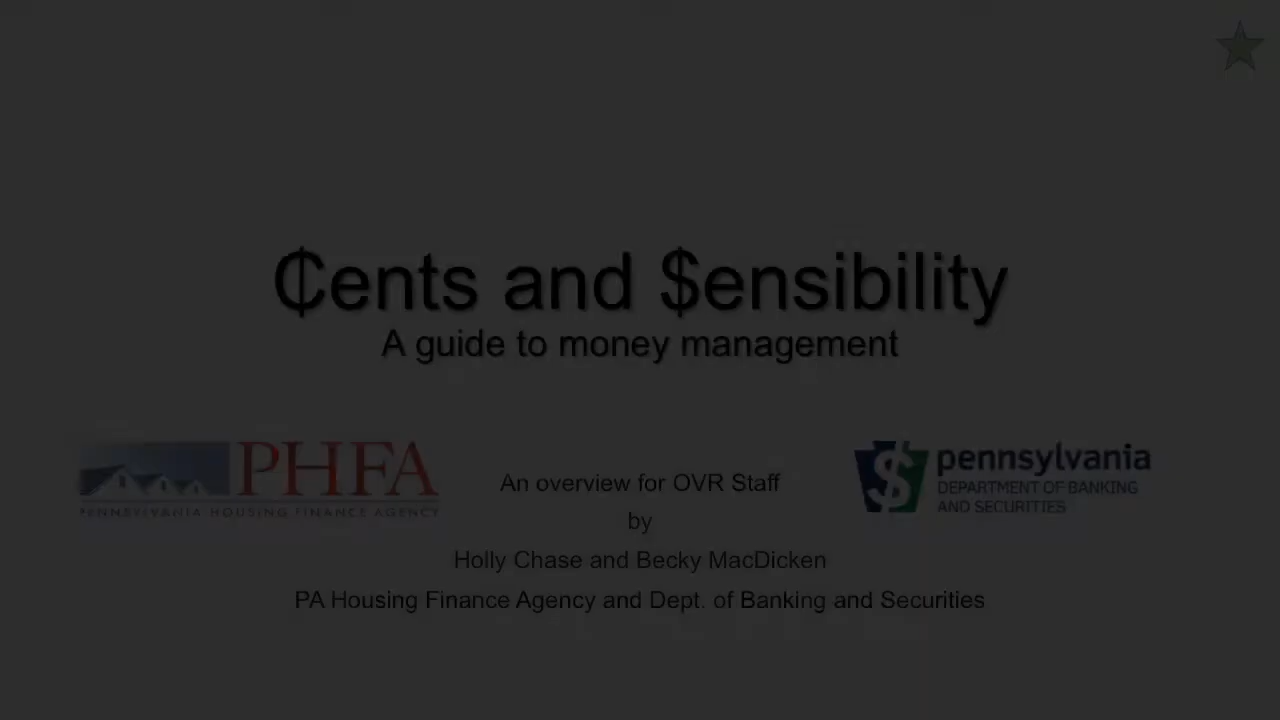 ₵ents and $ensibility
A guide to money management
PHFA
PENNSYLVANIA HOUSING FINANCE AGENCY
An overview for OVR Staff
by
Holly Chase and Becky MacDicken
PA Housing Finance Agency and Dept. of Banking and Securities
$ pennsylvania
DEPARTMENT OF BANKING
AND SECURITIES